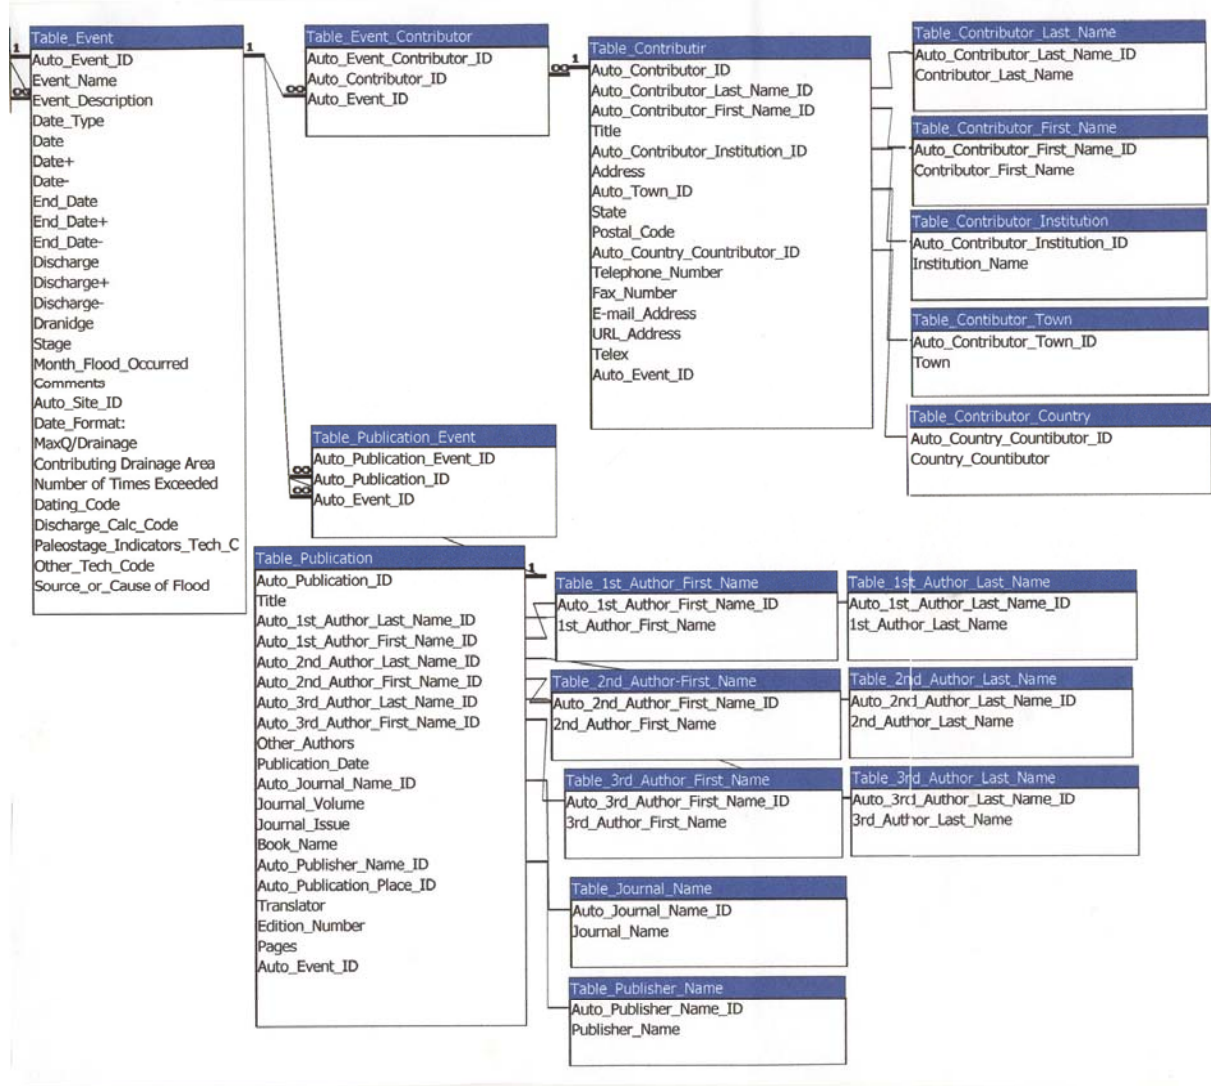 Table_Event
1
1
Auto_Event_ID
Event_Name
Event_Description
Date_Type
Date
Date+
Date-
End_Date
End_Date+
End_Date-
Discharge
Discharge+
Discharge-
Dranidge
Stage
Month_Flood_Occurred
Comments
Auto_Site_ID
Date_Format:
MaxQ/Drainage
Contributing Drainage Area
Number of Times Exceeded
Dating_Code
Discharge_Calc_Code
Paleostage_Indicators_Tech_C
Other_Tech_Code
Source_or_Cause of Flood
Table_Event_Contributor
Auto_Event_Contributor_ID
Auto_Contributor_ID
Auto_Event_ID
1
Table_Contributir
Auto_Contributor_ID
Auto_Contributor_Last_Name_ID
Auto_Contributor_First_Name_ID
Title
Auto_Contributor_Institution_ID
Address
Auto_Town_ID
State
Postal_Code
Auto_Country_Countributor_ID
Telephone_Number
Fax_Number
E-mail_Address
URL_Address
Telex
Auto_Event_ID
Table_Contributor_Last_Name
Auto_Contributor_Last_Name_ID
Contributor_Last_Name
Table_Contributor_First_Name
Auto_Contributor_First_Name_ID
Contributor_First_Name
Table_Contributor_Institution
Auto_Contributor_Institution_ID
Institution_Name
Table_Contibutor_Town
Auto_Contributor_Town_ID
Town
Table_Contributor_Country
Auto_Country_Countibutor_ID
Country_Countibutor
Table_Publication_Event
Auto_Publication_Event_ID
Auto_Publication_ID
Auto_Event_ID
Table_Publication
1
Auto_Publication_ID
Title
Auto_1st_Author_Last_Name_ID
Auto_1st_Author_First_Name_ID
Auto_2nd_Author_Last_Name_ID
Auto_2nd_Author_First_Name_ID
Auto_3rd_Author_Last_Name_ID
Auto_3rd_Author_First_Name_ID
Other_Authors
Publication_Date
Auto_Journal_Name_ID
Journal_Volume
Journal_Issue
Book_Name
Auto_Publisher_Name_ID
Auto_Publication_Place_ID
Translator
Edition_Number
Pages
Auto_Event_ID
Table_1st_Author_First_Name
Auto_1st_Author_First_Name_ID
1st_Author_First_Name
Table_1st_Author_Last_Name
Auto_1st_Author_Last_Name_ID
1st_Author_Last_Name
Table_2nd_Author-First_Name
Auto_2nd_Author_First_Name_ID
2nd_Author_First_Name
Table_2nd_Author_Last_Name
Auto_2nd_Author_Last_Name_ID
2nd_Author_Last_Name
Table_3rd_Author_First_Name
Auto_3rd_Author_First_Name_ID
3rd_Author_First_Name
Table_3rd_Author_Last_Name
Auto_3rd_Author_Last_Name_ID
3rd_Author_Last_Name
Table_Journal_Name
Auto_Journal_Name_ID
Journal_Name
Table_Publisher_Name
Auto_Publisher_Name_ID
Publisher_Name